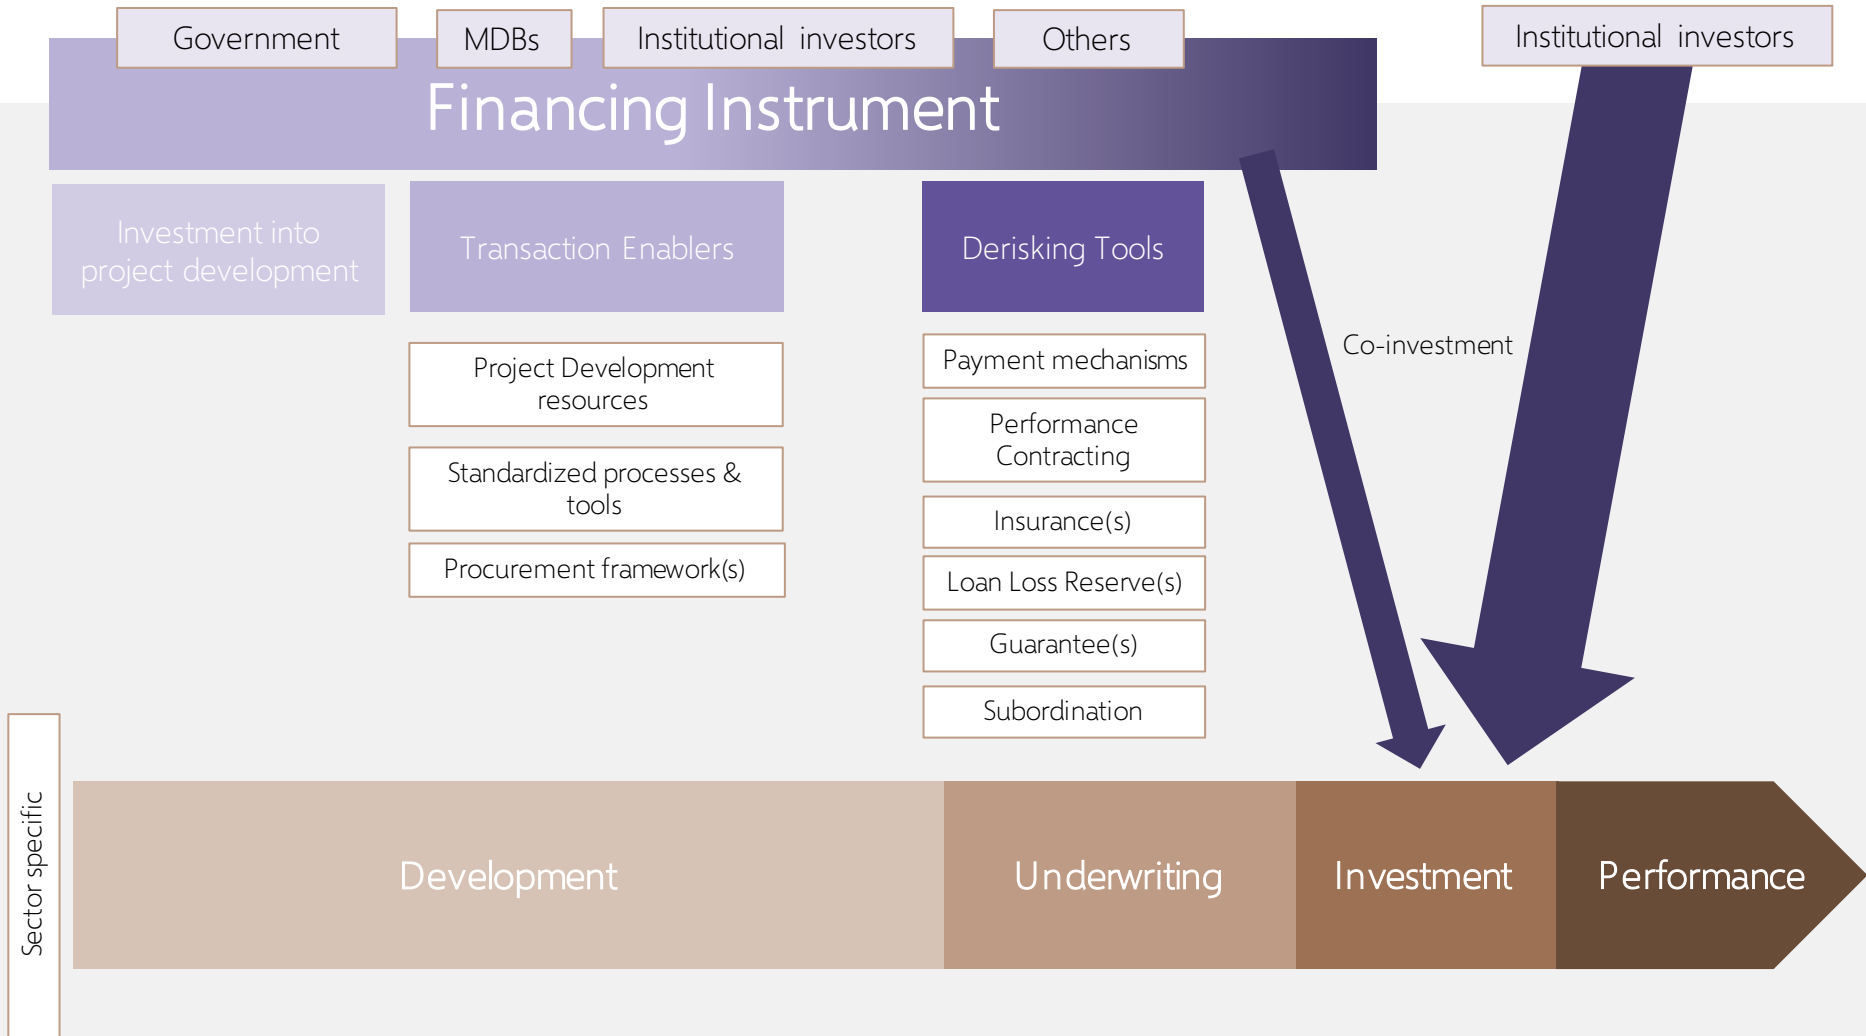 Government
MDBs
Institutional investors
Others
Institutional investors
Financing Instrument
Investment into
project development
Transaction Enablers
Derisking Tools
Project Development
resources
Standardized processes &
tools
Procurement framework(s)
Payment mechanisms
Performance
Contracting
Insurance(s)
Loan Loss Reserve(s)
Guarantee(s)
Subordination
Co-investment
Sector specific
Development
Underwriting
Investment
Performance